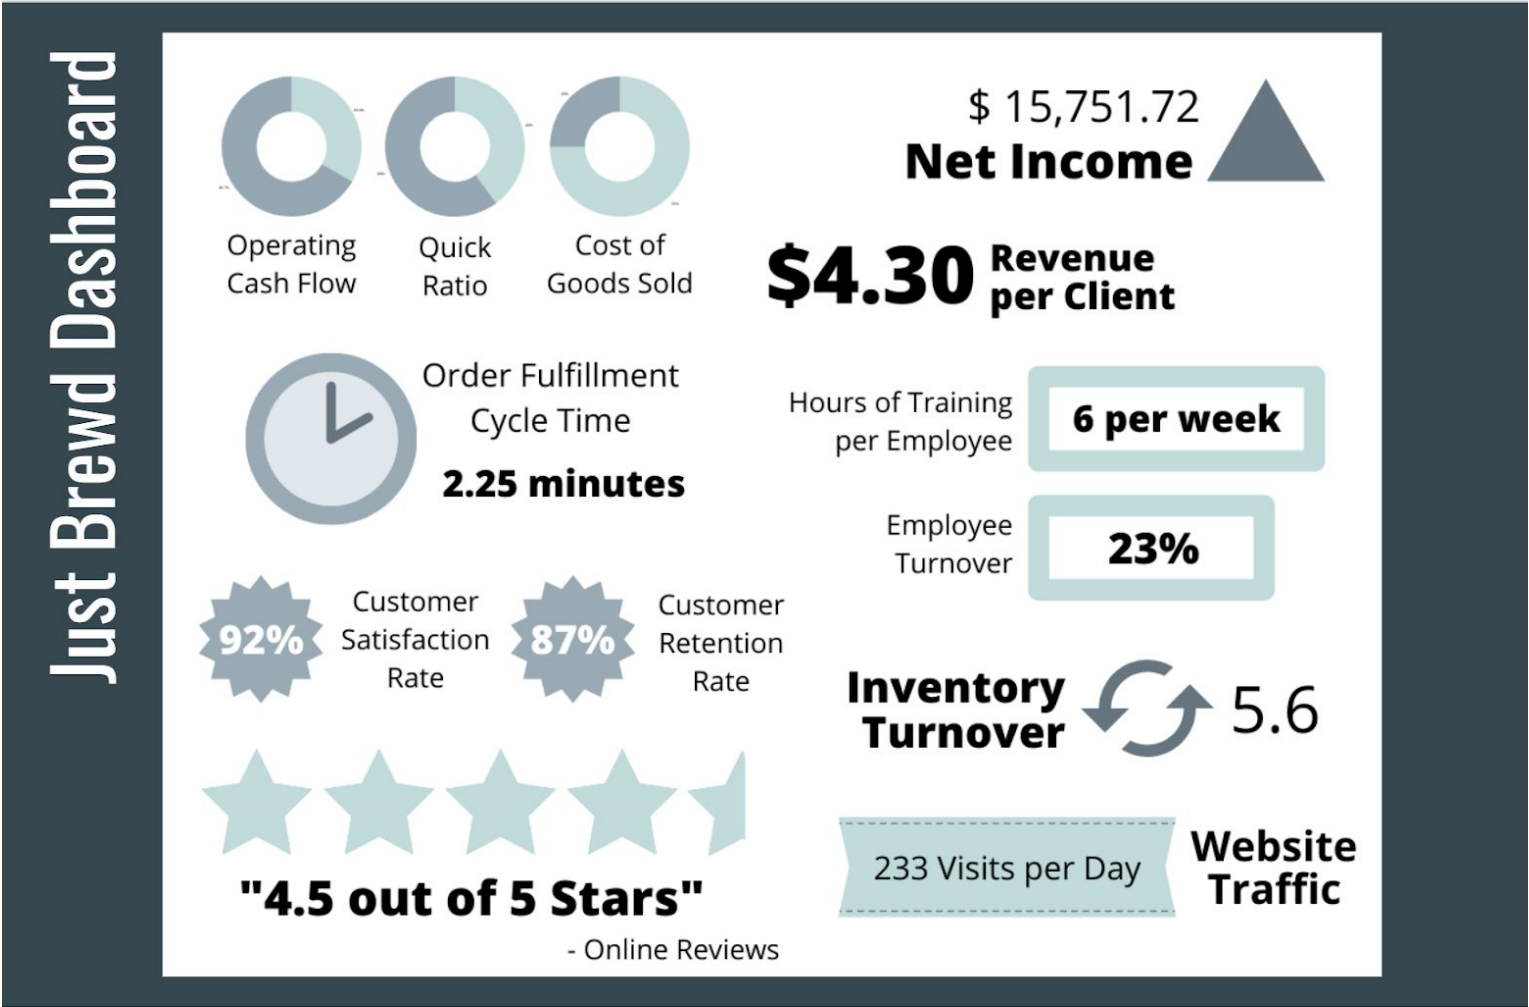 Just Brewd Dashboard
Operating
Cash Flow
Quick
Ratio
Cost of
Goods Sold
$ 15,751.72
Net Income
$4.30
Revenue
per Client
Order Fulfillment
Cycle Time
2.25 minutes
Hours of Training
per Employee
6 per week
Employee
Turnover
23%
92%
Customer
Satisfaction
Rate
87%
Customer
Retention
Rate
Inventory
Turnover
5.6
"4.5 out of 5 Stars"
- Online Reviews
233 Visits per Day
Website
Traffic